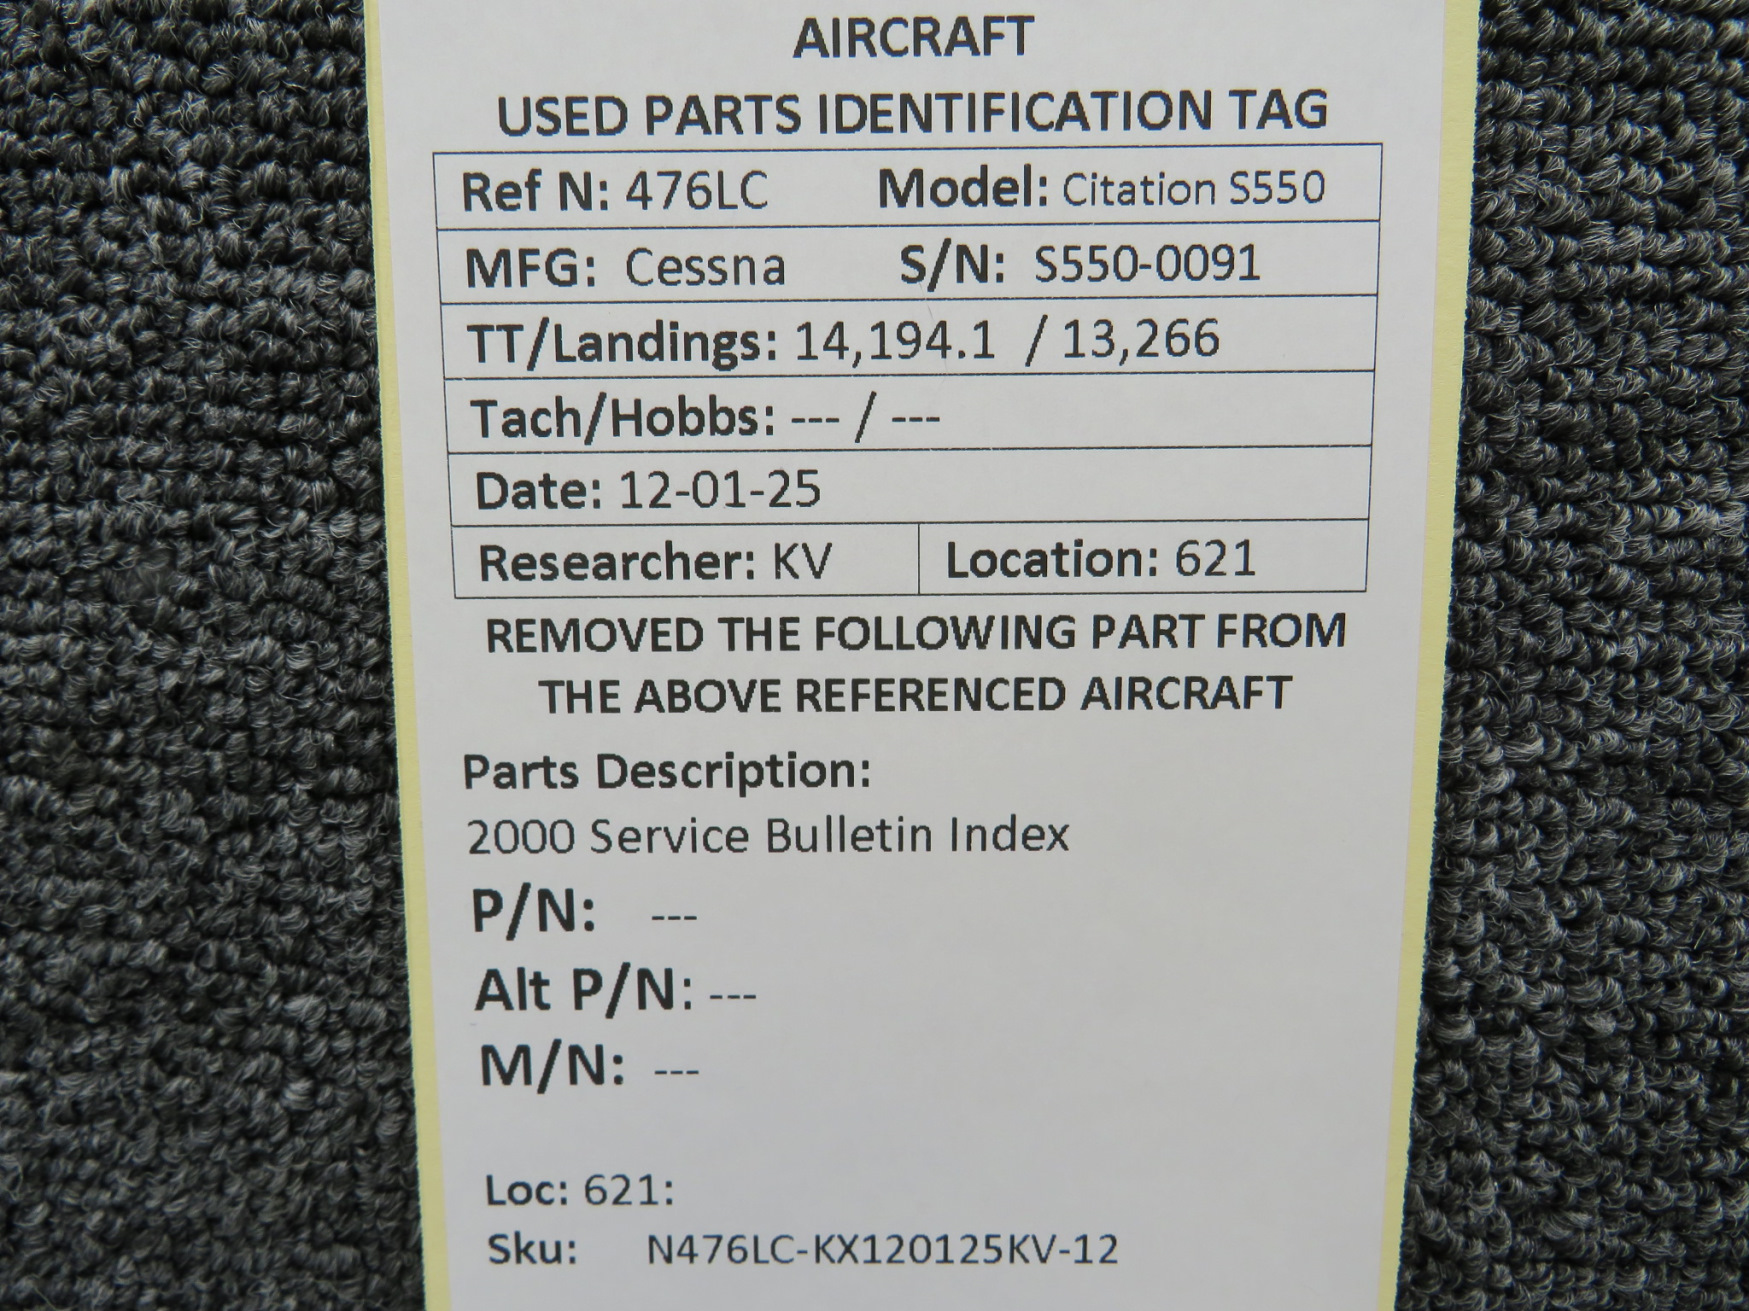 AIRCRAFT
USED PARTS IDENTIFICATION TAG
Ref N: 476LC Model: Citation S550
MFG: Cessna S/N: S550-0091
TT/Landings: 14,194.1 / 13,266
Tach/Hobbs: --- / ---
Date: 12-01-25
Researcher: KV Location: 621
REMOVED THE FOLLOWING PART FROM
THE ABOVE REFERENCED AIRCRAFT
Parts Description:
2000 Service Bulletin Index
P/N: ---
Alt P/N: ---
M/N: ---
Loc: 621:
Sku: N476LC-KX120125KV-12